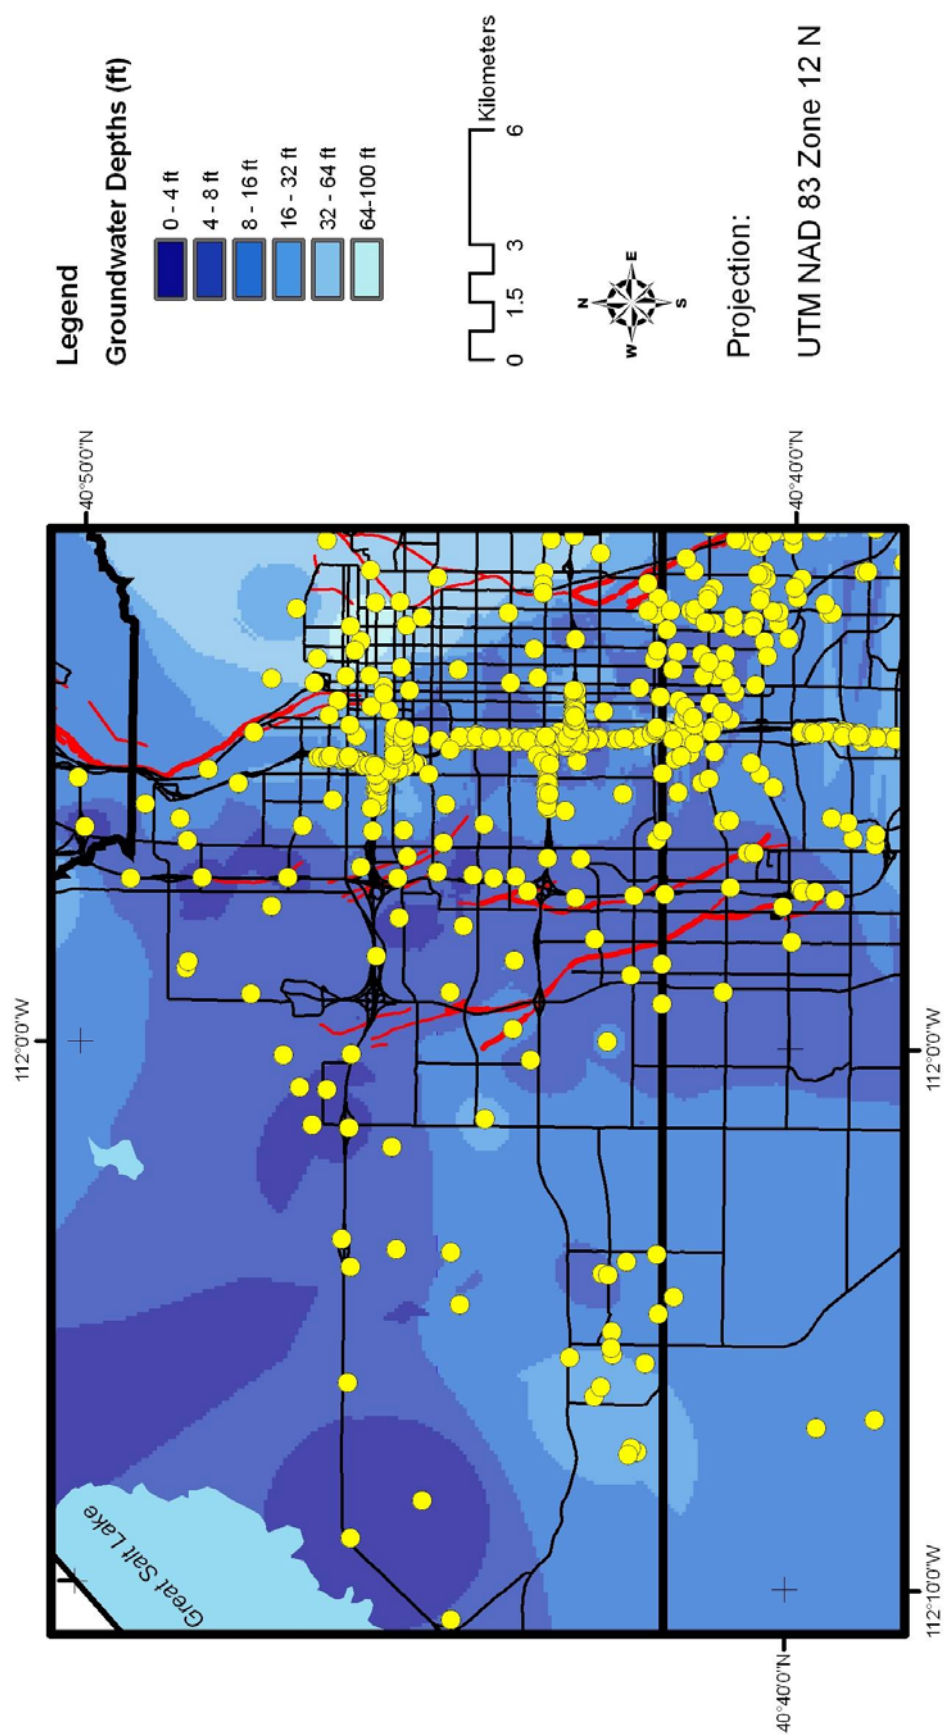 Legend
Groundwater Depths (ft)
0 - 4 ft
4 - 8 ft
8 - 16 ft
16 - 32 ft
32 - 64 ft
64-100 ft
0 1.5 3 6
Kilometers
N
W E
S
Projection:
UTM NAD 83 Zone 12 N
112°10'0"W
112°0'0"W
112°0'0"W
40°50'0"N
40°40'0"N
40°40'0"N
Great Salt Lake